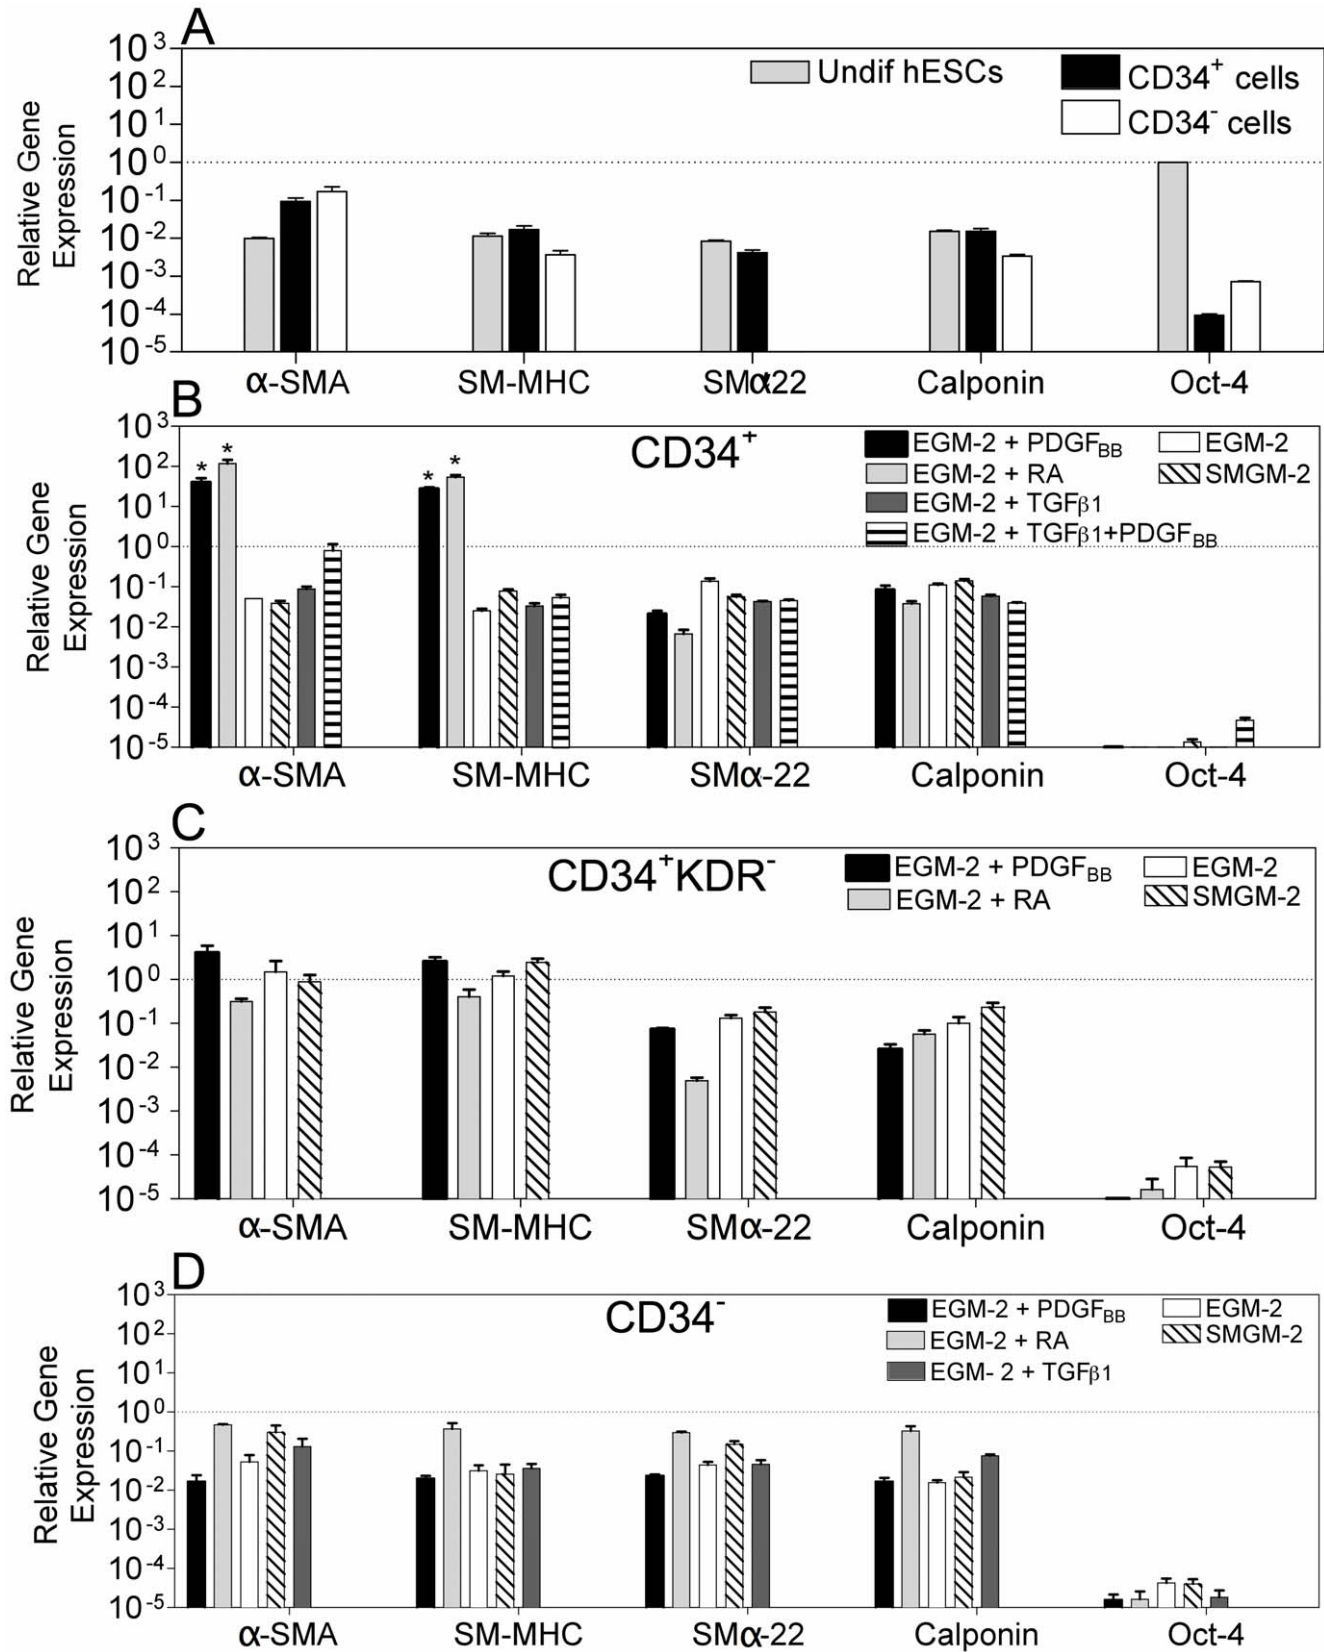 A
Relative Gene
Expression
10³
10²
10¹
10⁰
10⁻¹
10⁻²
10⁻³
10⁻⁴
10⁻⁵
Undif hESCs
CD34⁺ cells
CD34⁻ cells
α-SMA SM-MHC SMα22 Calponin Oct-4
B
Relative Gene
Expression
10³
10²
10¹
10⁰
10⁻¹
10⁻²
10⁻³
10⁻⁴
10⁻⁵
CD34⁺
* * * *
EGM-2 + PDGF_BB EGM-2
EGM-2 + RA SMGM-2
EGM-2 + TGFβ1
EGM-2 + TGFβ1+PDGF_BB
α-SMA SM-MHC SMα-22 Calponin Oct-4
C
Relative Gene
Expression
10³
10²
10¹
10⁰
10⁻¹
10⁻²
10⁻³
10⁻⁴
10⁻⁵
CD34⁺KDR⁻
EGM-2 + PDGF_BB EGM-2
EGM-2 + RA SMGM-2
α-SMA SM-MHC SMα-22 Calponin Oct-4
D
Relative Gene
Expression
10³
10²
10¹
10⁰
10⁻¹
10⁻²
10⁻³
10⁻⁴
10⁻⁵
CD34⁻
EGM-2 + PDGF_BB EGM-2
EGM-2 + RA SMGM-2
EGM- 2 + TGFβ1
α-SMA SM-MHC SMα-22 Calponin Oct-4